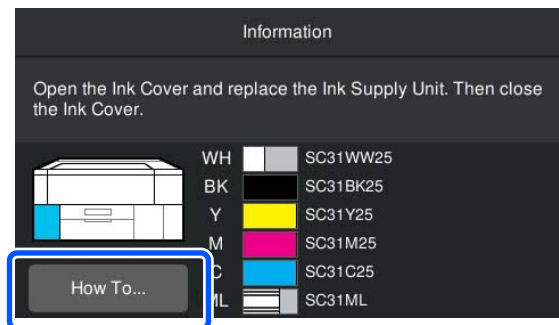 Information
Open the Ink Cover and replace the Ink Supply Unit. Then close
the Ink Cover.
WH SC31WW25
BK SC31BK25
Y SC31Y25
M SC31M25
C SC31C25
ML SC31ML
How To...